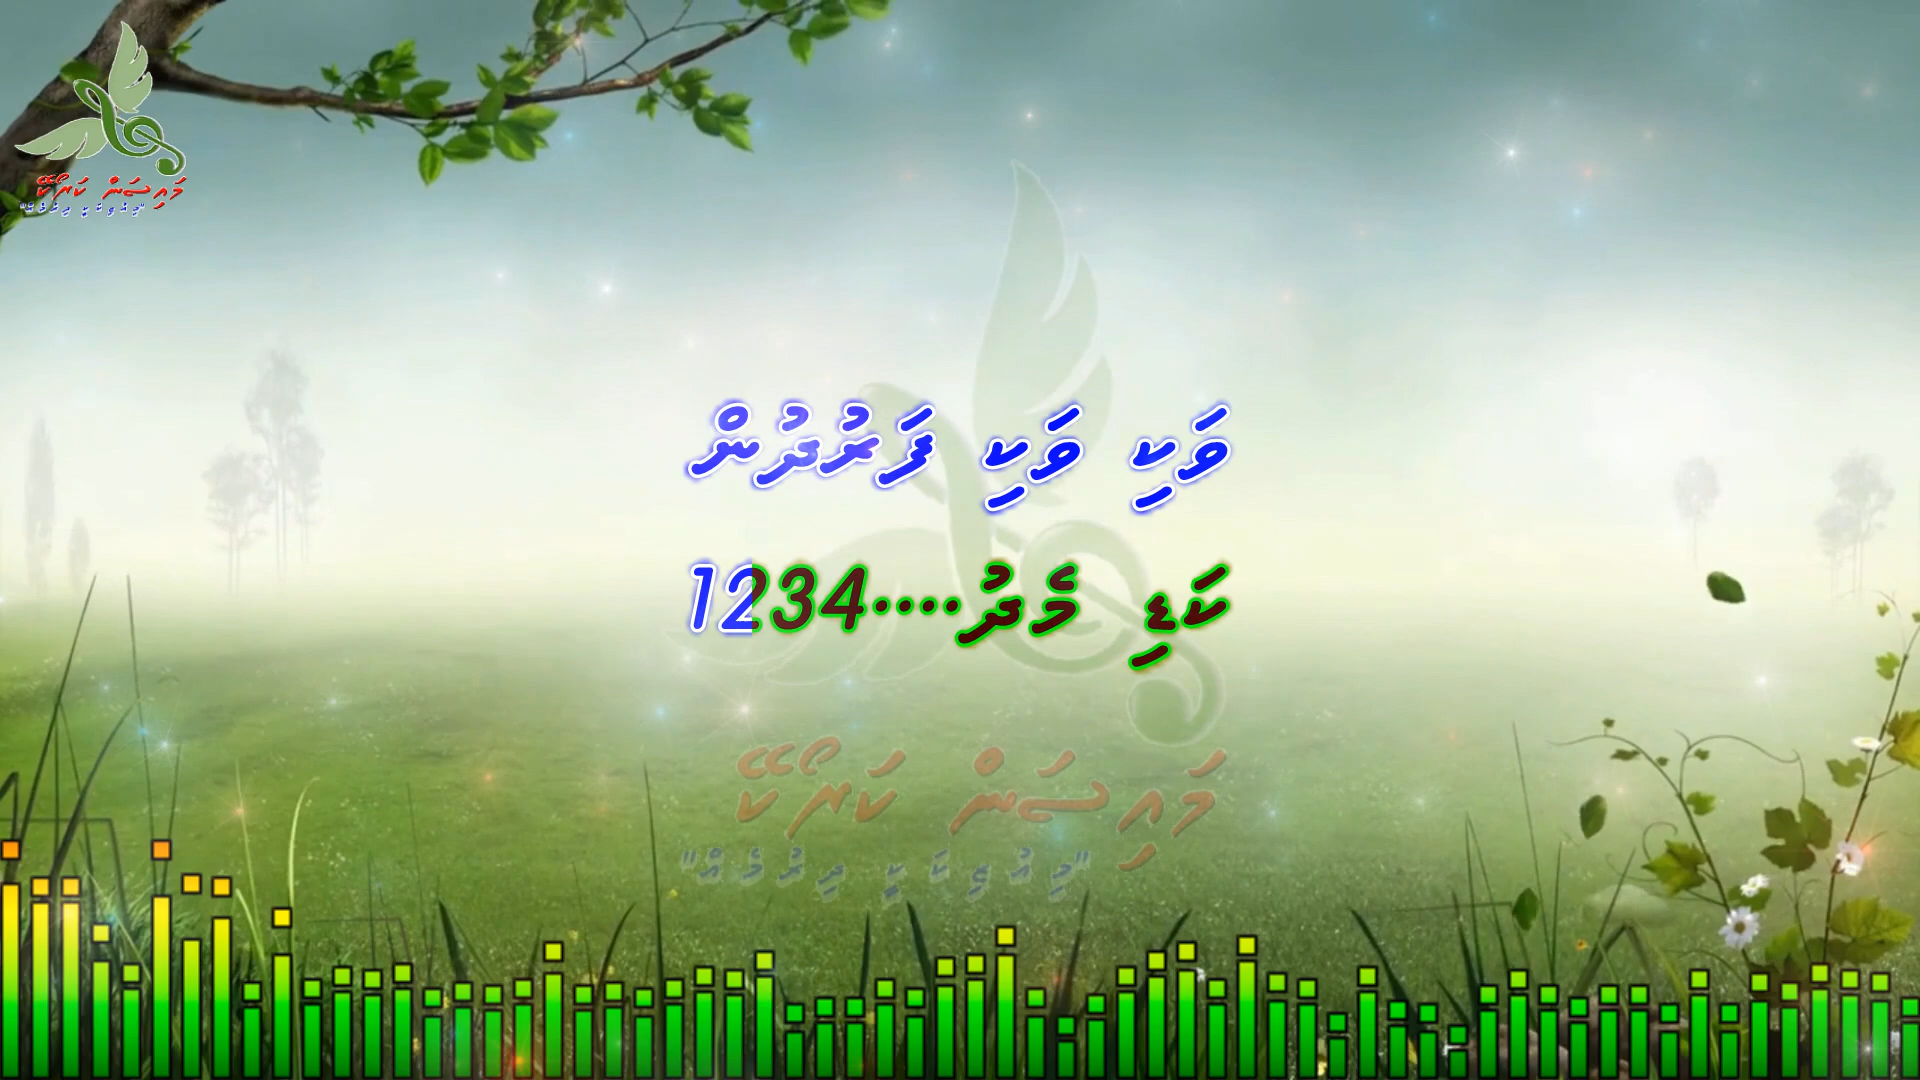 މައިސަން ކަރޯކޭ
"މިއުޒިކަކީ ދިރުމެއް"
ވަކި ވަކި ފަރުދުން
ކަޑި މެދު....1234
މައިސަން ކަރޯކޭ
"މިއުޒިކަކީ ދިރުމެއް"